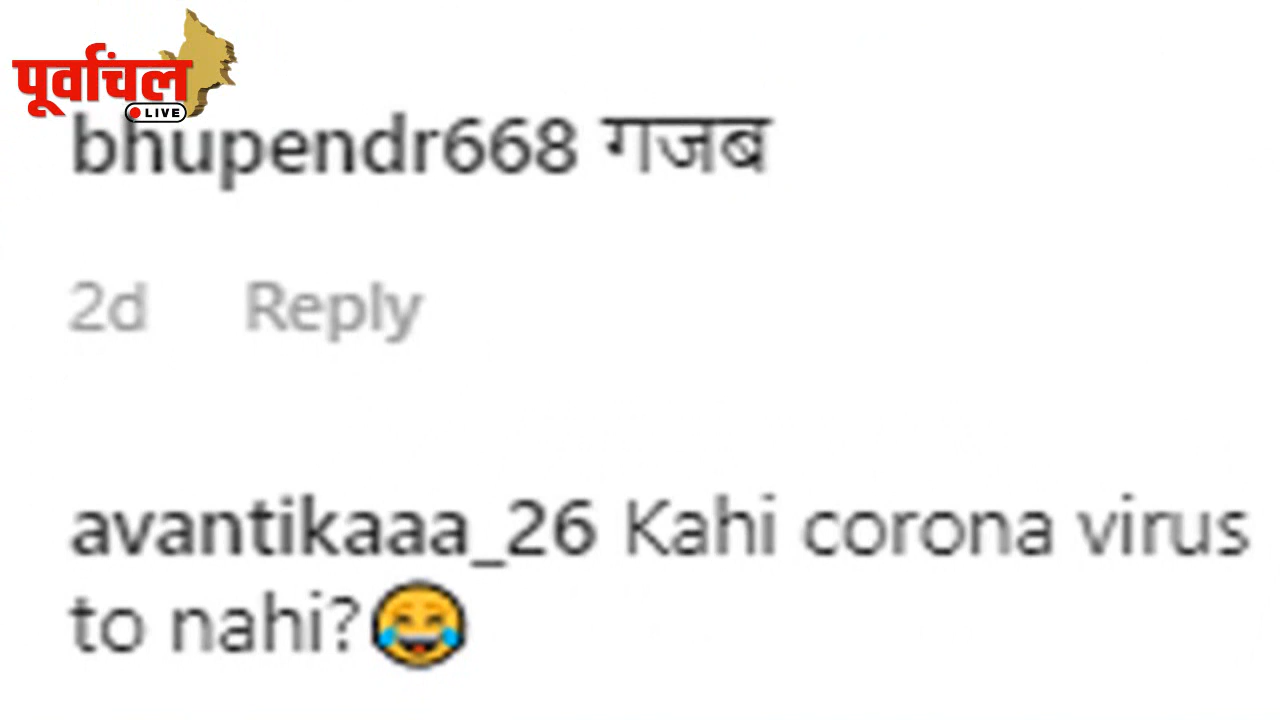 पूर्वांचल
LIVE
bhupendr668 गजब
2d Reply
avantikaaa_26 Kahi corona virus
to nahi?😂